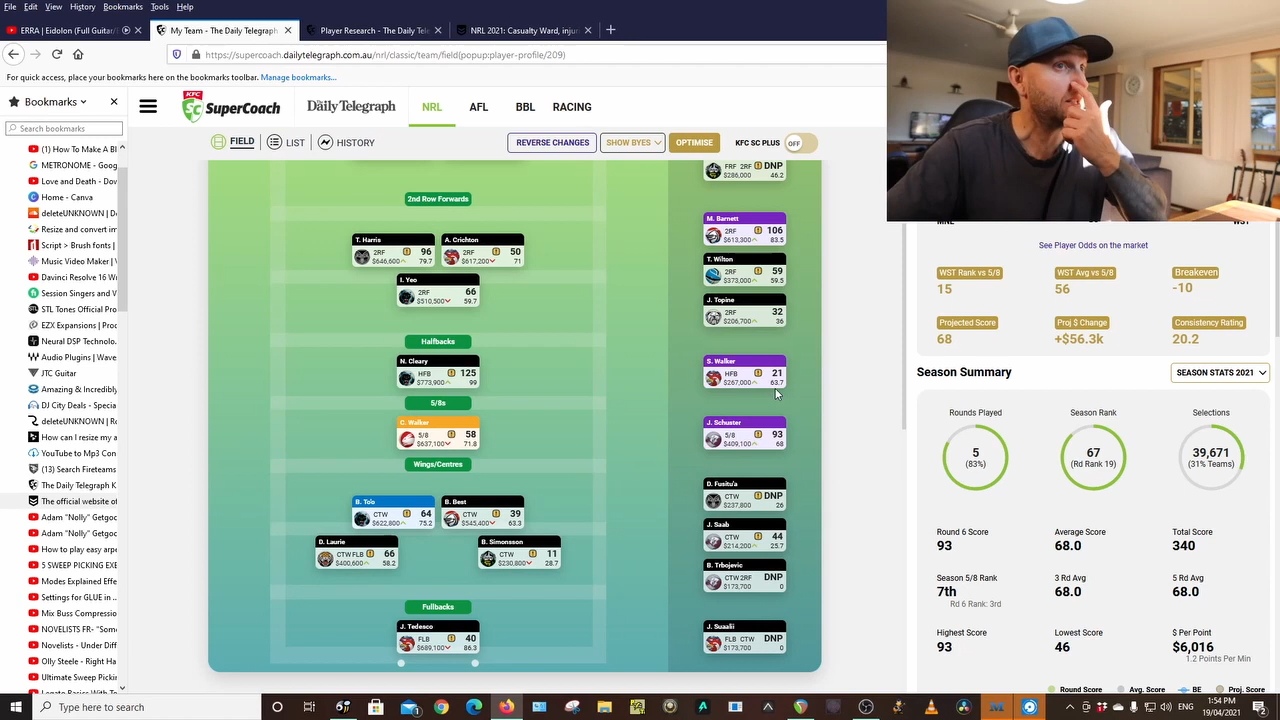 File Edit View History Bookmarks Tools Help
ERRA | Eidolon (Full Guitar/
My Team - The Daily Telegraph
Player Research - The Daily Tele
NRL 2021: Casualty Ward, injur
https://supercoach.dailytelegraph.com.au/nrl/classic/team/field(popup:player-profile/209)
For quick access, place your bookmarks here on the bookmarks toolbar. Manage bookmarks...
Bookmarks
Search bookmarks
(1) How To Make A Bl
METRONOME - Goog
Love and Death - Dow
Home - Canva
deleteUNKNOWN | D
Resize and convert im
Script > Brush fonts |
Music Video Maker | V
Davinci Resolve 16 Wi
Session Singers and V
STL Tones Official Pro
EZX Expansions | Proc
Neural DSP Technolo
Audio Plugins | Wave
JTC Guitar
Amazing & Incredible
DJ City Deals - Specia
deleteUNKNOWN | Ro
How can I resize my a
YouTube to Mp3 Con
(13) Search Fireteams
The Daily Telegraph K
The official website of
Adam "Nolly" Getgoo
Adam "Nolly" Getgoo
How to play easy arpe
5 SWEEP PICKING EXE
Modes Explained Effe
Settings for GLUE in
Mix Buss Compressio
NOVELISTS FR- "Some
Novelists - Under Diff
Olly Steele - Right Ha
Ultimate Sweep Pickin
KFC SC SUPERCOACH
The Daily Telegraph
NRL AFL BBL RACING
FIELD LIST HISTORY
REVERSE CHANGES
SHOW BYES
OPTIMISE
KFC SC PLUS OFF
FRF 2RF DNP
$286,000 46.2
2nd Row Forwards
T. Harris
2RF 96
$646,600 79.7
A. Crichton
2RF 50
$617,200 71
I. Yeo
2RF 66
$510,500 59.7
M. Barnett
2RF 106
$613,300 83.5
T. Wilton
2RF 59
$373,000 59.5
J. Topine
2RF 32
$206,700 36
Halfbacks
N. Cleary
HFB 125
$773,900 99
S. Walker
HFB 21
$267,000 63.7
5/8s
C. Walker
5/8 58
$637,100 71.8
J. Schuster
5/8 93
$409,100 68
Wings/Centres
B. To'o
CTW 64
$622,800 75.2
B. Best
CTW 39
$545,400 63.3
D. Laurie
CTW FLB 66
$400,600 58.2
B. Simonsson
CTW 11
$230,800 28.7
D. Fusitu'a
CTW DNP
$237,800 26
J. Saab
CTW 44
$214,200 25.7
B. Trbojevic
CTW 2RF DNP
$173,700 0
Fullbacks
J. Tedesco
FLB 40
$689,100 86.3
J. Suaalii
FLB CTW DNP
$173,700 0
See Player Odds on the market
WST Rank vs 5/8
15
WST Avg vs 5/8
56
Breakeven
-10
Projected Score
68
Proj $ Change
+$56.3k
Consistency Rating
20.2
Season Summary
SEASON STATS 2021
Rounds Played
5
(83%)
Season Rank
67
(Rd Rank 19)
Selections
39,671
(31% Teams)
Round 6 Score
93
Average Score
68.0
Total Score
340
Season 5/8 Rank
7th
Rd 6 Rank: 3rd
3 Rd Avg
68.0
5 Rd Avg
68.0
Highest Score
93
Lowest Score
46
$ Per Point
$6,016
1.2 Points Per Min
Round Score Avg. Score BE Proj. Score
Type here to search
1:54 PM
19/04/2021